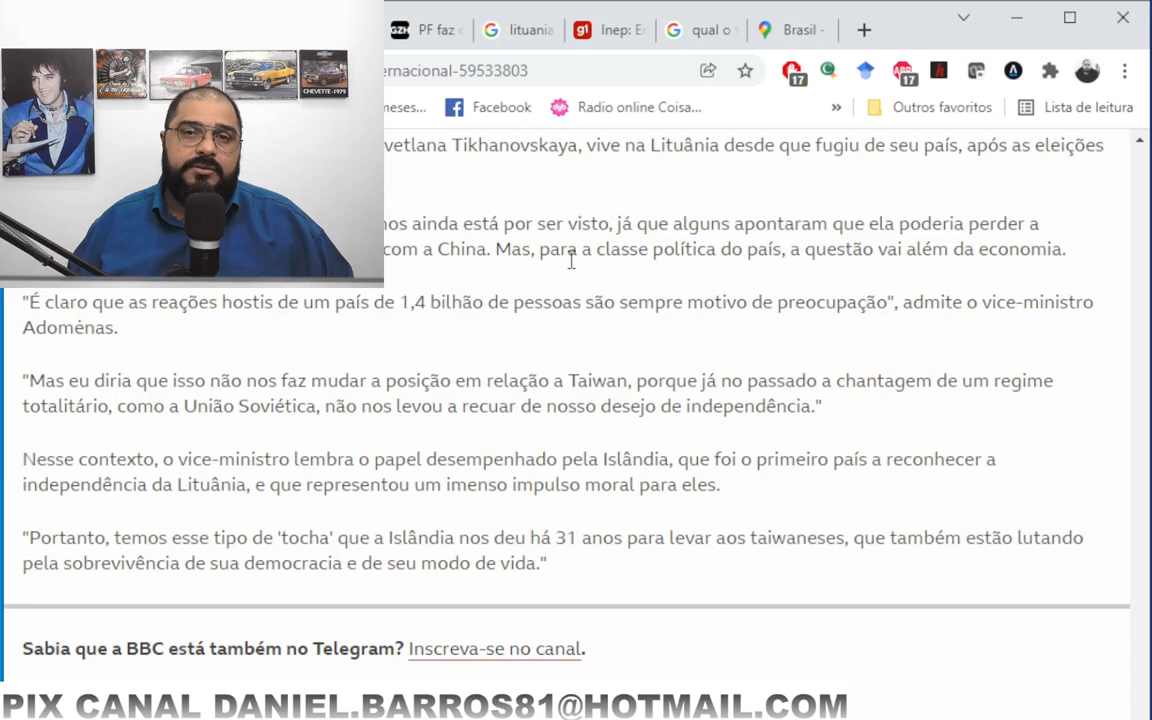 PF faz c
lituania
Inep: Er
qual o t
Brasil -
ernacional-59533803
17
17
neses...
Facebook
Radio online Coisa...
»
Outros favoritos
Lista de leitura
CHEVETTE-1979
vetlana Tikhanovskaya, vive na Lituânia desde que fugiu de seu país, após as eleições
nos ainda está por ser visto, já que alguns apontaram que ela poderia perder a
com a China. Mas, para a classe política do país, a questão vai além da economia.
"É claro que as reações hostis de um país de 1,4 bilhão de pessoas são sempre motivo de preocupação", admite o vice-ministro
Adomėnas.
"Mas eu diria que isso não nos faz mudar a posição em relação a Taiwan, porque já no passado a chantagem de um regime
totalitário, como a União Soviética, não nos levou a recuar de nosso desejo de independência."
Nesse contexto, o vice-ministro lembra o papel desempenhado pela Islândia, que foi o primeiro país a reconhecer a
independência da Lituânia, e que representou um imenso impulso moral para eles.
"Portanto, temos esse tipo de 'tocha' que a Islândia nos deu há 31 anos para levar aos taiwaneses, que também estão lutando
pela sobrevivência de sua democracia e de seu modo de vida."
Sabia que a BBC está também no Telegram? Inscreva-se no canal.
PIX CANAL DANIEL.BARROS81@HOTMAIL.COM